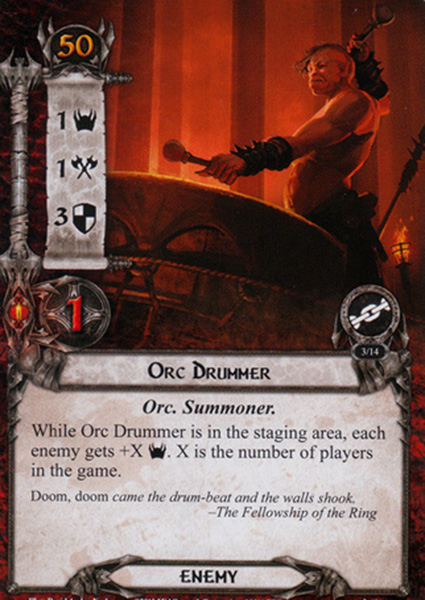 50
1
1
3
1
3/14
ORC DRUMMER
Orc. Summoner.
While Orc Drummer is in the staging area, each
enemy gets +X . X is the number of players
in the game.
Doom, doom came the drum-beat and the walls shook.
–The Fellowship of the Ring
ENEMY